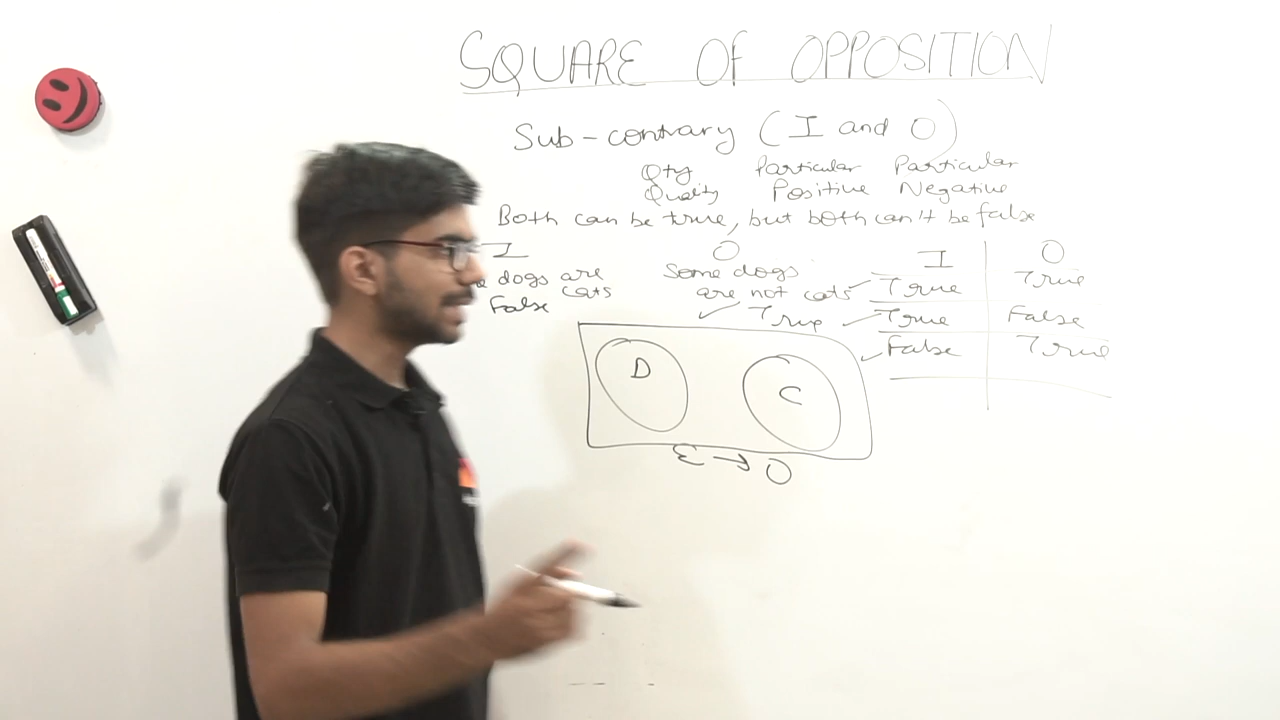 SQUARE OF OPPOSITION
Sub-contrary (I and O)
Qty Particular Particular
Quality Positive Negative
Both can be true, but both can't be false
I O I O
dogs are Some dogs True True
cats are not cats
False True True False
False True
D C
E → O